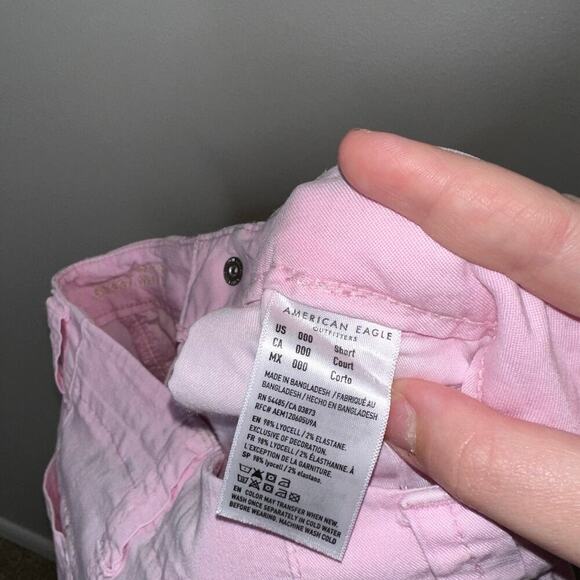 AMERICAN EAGLE
OUTFITTERS
US 000 Short
CA 000 Court
MX 000 Corto
MADE IN BANGLADESH / FABRIQUÉ AU
BANGLADESH / HECHO EN BANGLADESH
RN 54485/CA 03873
RFC# AEM120605U9A
EN 98% LYOCELL / 2% ELASTANE.
EXCLUSIVE OF DECORATION.
FR 98% LYOCELL / 2% ÉLASTHANNE. À
L'EXCEPTION DE LA GARNITURE.
SP 98% lyocell / 2% elastano.
EN COLOR MAY TRANSFER WHEN NEW.
WASH ONCE SEPARATELY IN COLD WATER
BEFORE WEARING. MACHINE WASH COLD